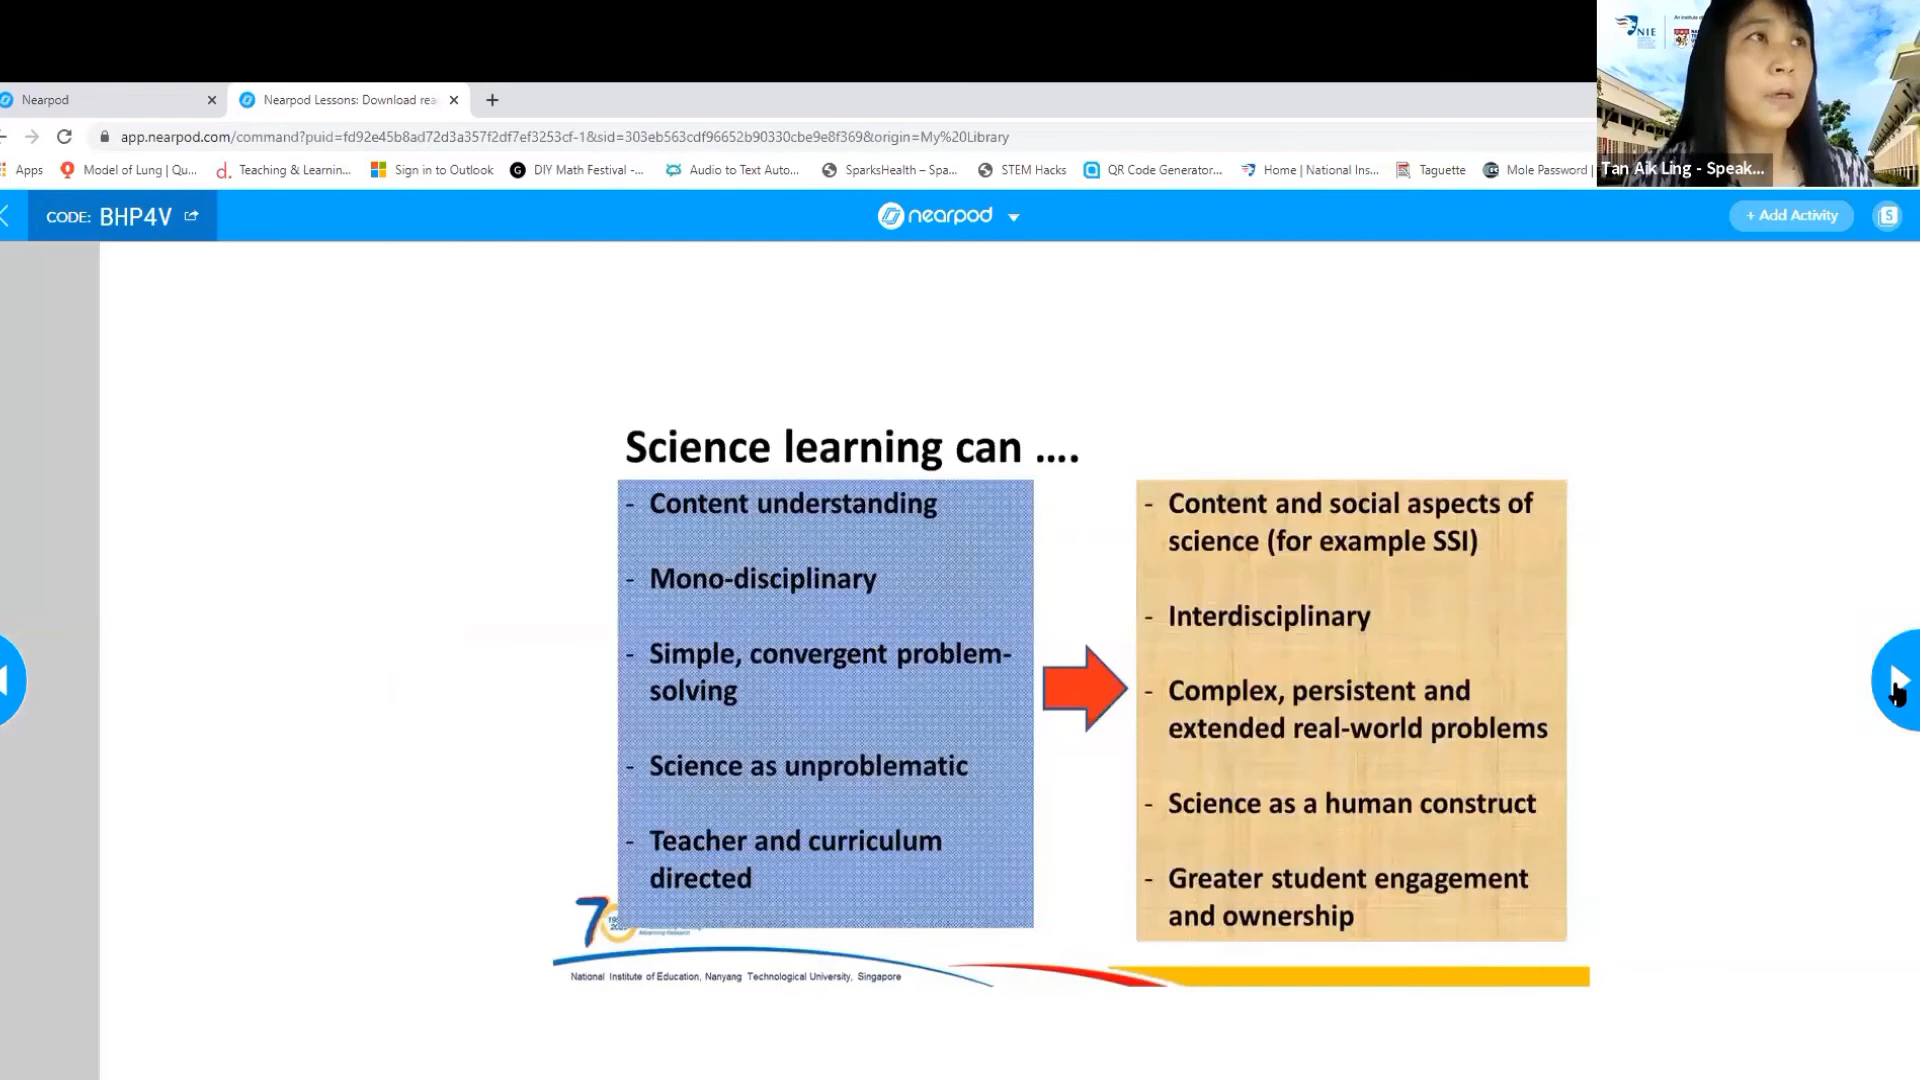 Nearpod
Nearpod Lessons: Download rea
app.nearpod.com/command?puid=fd92e45b8ad72d3a357f2df7ef3253cf-1&sid=303eb563cdf96652b90330cbe9e8f369&origin=My%20Library
Apps Model of Lung | Qu... Teaching & Learnin... Sign in to Outlook DIY Math Festival -... Audio to Text Auto... SparksHealth – Spa... STEM Hacks QR Code Generator... Home | National Ins... Taguette Mole Password |
NIE
Tan Aik Ling - Speak...
CODE: BHP4V
nearpod
+ Add Activity
S
Science learning can ....
- Content understanding
- Mono-disciplinary
- Simple, convergent problem-
solving
- Science as unproblematic
- Teacher and curriculum
directed
- Content and social aspects of
science (for example SSI)
- Interdisciplinary
- Complex, persistent and
extended real-world problems
- Science as a human construct
- Greater student engagement
and ownership
National Institute of Education, Nanyang Technological University, Singapore